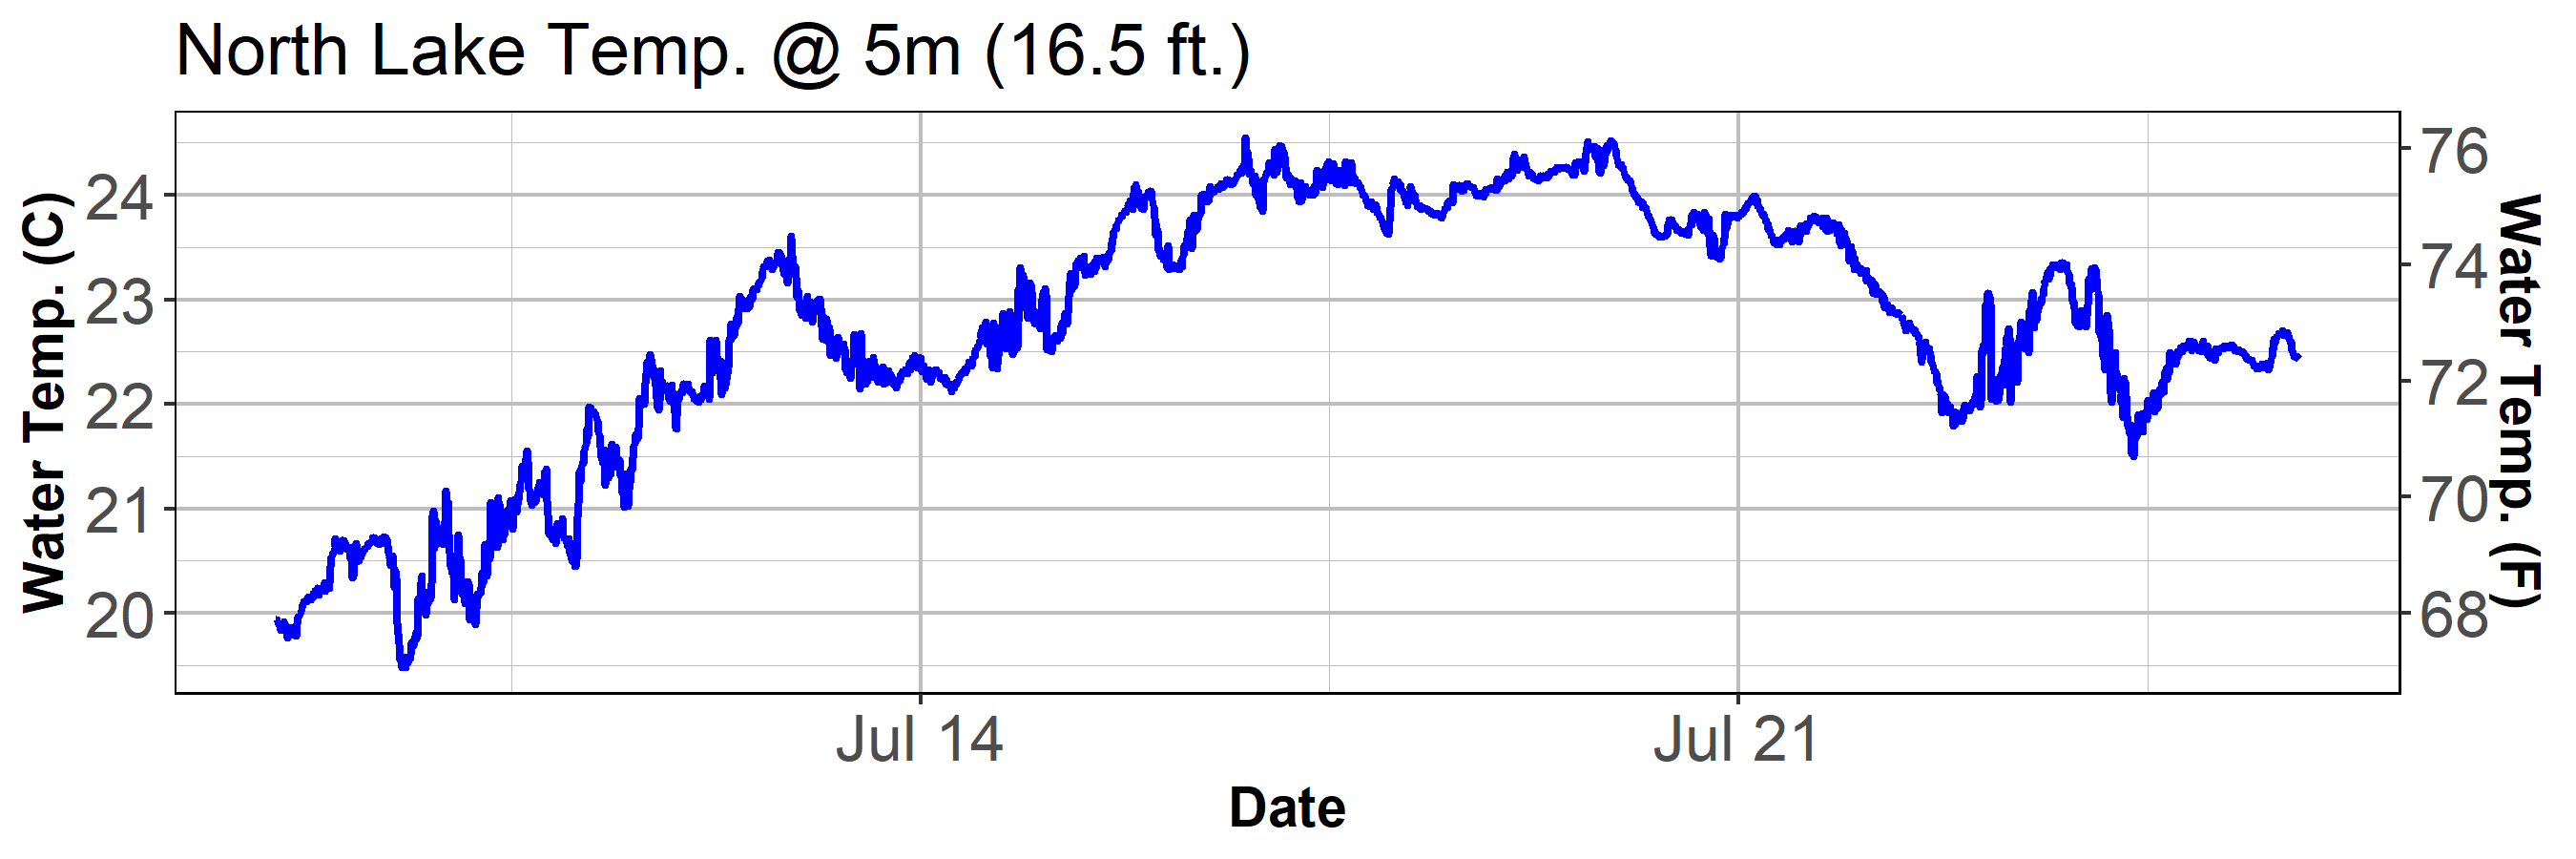 North Lake Temp. @ 5m (16.5 ft.)
Water Temp. (C)
24
23
22
21
20
76
74
72
70
68
Water Temp. (F)
Jul 14
Jul 21
Date